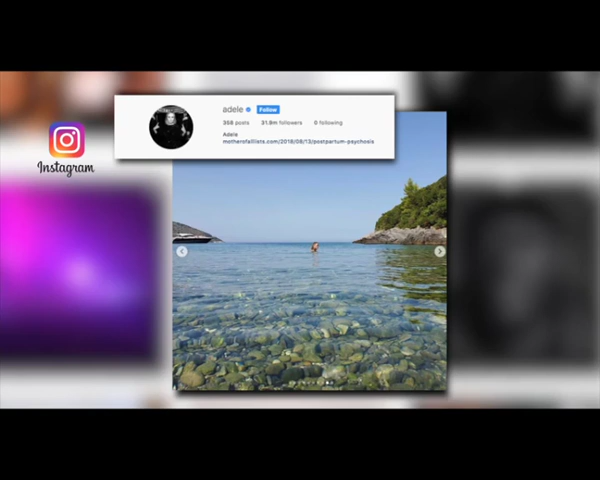 adele Follow
358 posts 31.9m followers 0 following
Adele
motherofalllists.com/2018/08/13/postpartum-psychosis
Instagram